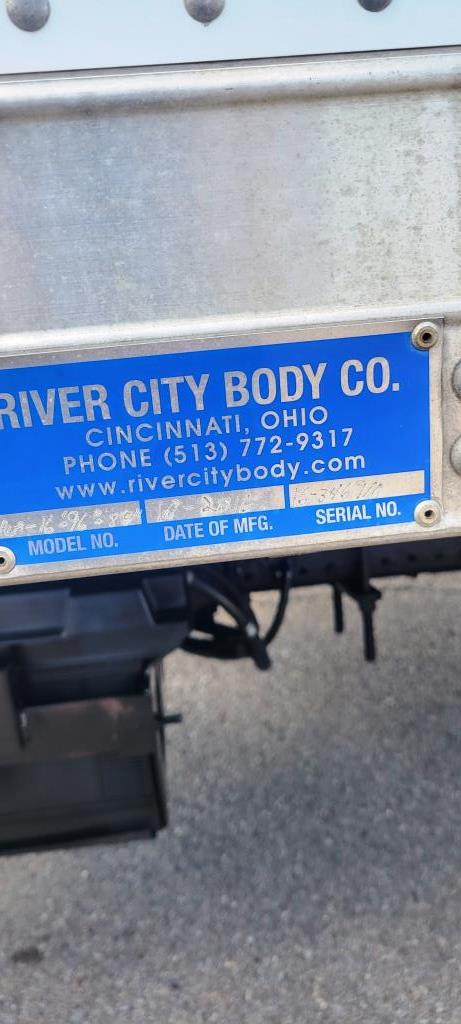 RIVER CITY BODY CO.
CINCINNATI, OHIO
PHONE (513) 772-9317
www.rivercitybody.com
MODEL NO. DATE OF MFG. SERIAL NO.